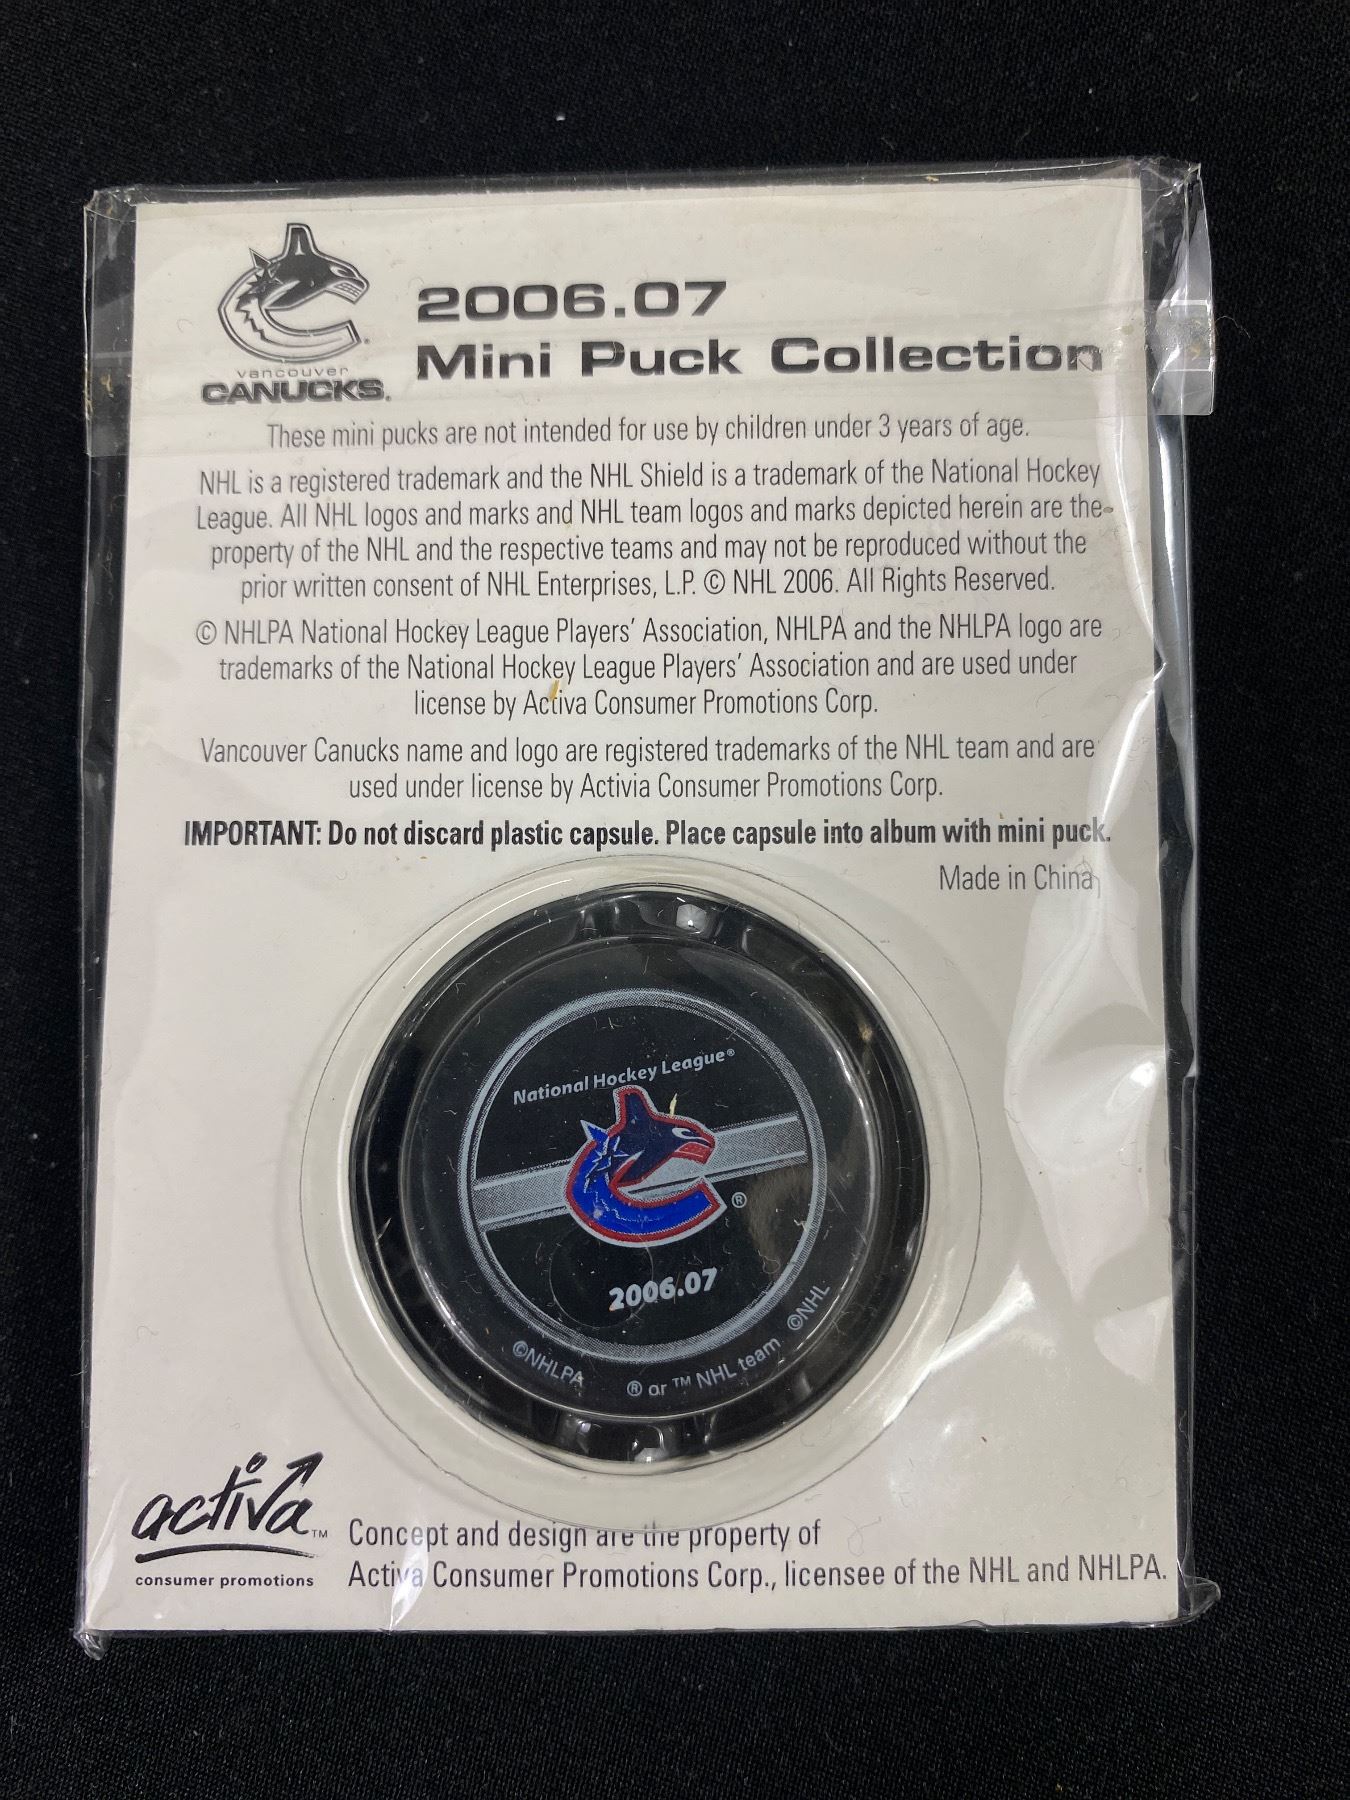 vancouver
CANUCKS.
2006.07
Mini Puck Collection
These mini pucks are not intended for use by children under 3 years of age.
NHL is a registered trademark and the NHL Shield is a trademark of the National Hockey
League. All NHL logos and marks and NHL team logos and marks depicted herein are the
property of the NHL and the respective teams and may not be reproduced without the
prior written consent of NHL Enterprises, L.P. © NHL 2006. All Rights Reserved.
© NHLPA National Hockey League Players' Association, NHLPA and the NHLPA logo are
trademarks of the National Hockey League Players' Association and are used under
license by Activa Consumer Promotions Corp.
Vancouver Canucks name and logo are registered trademarks of the NHL team and are
used under license by Activia Consumer Promotions Corp.
IMPORTANT: Do not discard plastic capsule. Place capsule into album with mini puck.
Made in China
National Hockey League®
®
2006.07
©NHLPA ® or ™ NHL team. ©NHL
activa™
consumer promotions
Concept and design are the property of
Activa Consumer Promotions Corp., licensee of the NHL and NHLPA.